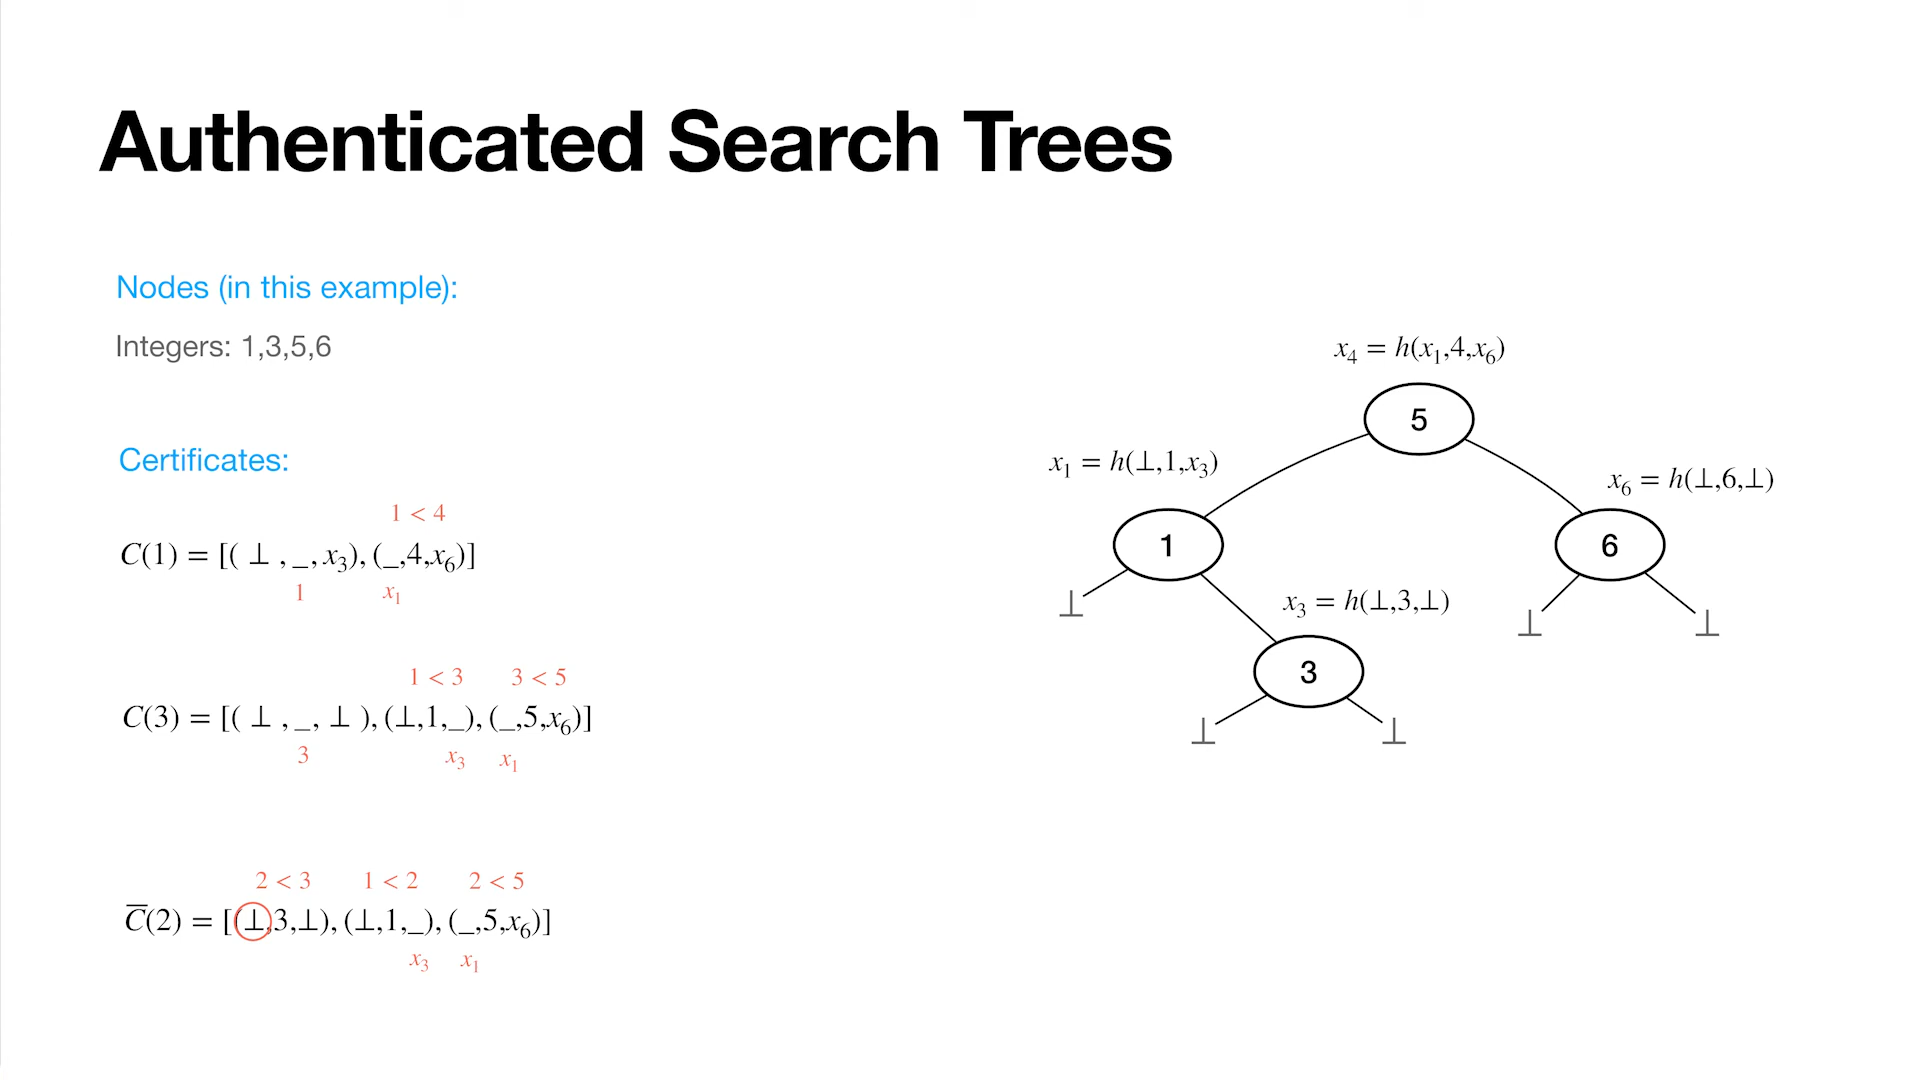 Authenticated Search Trees
Nodes (in this example):
Integers: 1,3,5,6
Certificates:
1 < 4
C(1) = [( ⊥ , _, x₃), (_,4,x₆)]
1 x₁
1 < 3 3 < 5
C(3) = [( ⊥ , _, ⊥ ), (⊥,1,_), (_,5,x₆)]
3 x₃ x₁
2 < 3 1 < 2 2 < 5
C̅(2) = [(⊥,3,⊥), (⊥,1,_), (_,5,x₆)]
x₃ x₁
x₄ = h(x₁,4,x₆)
5
x₁ = h(⊥,1,x₃)
x₆ = h(⊥,6,⊥)
1
6
⊥
x₃ = h(⊥,3,⊥)
⊥ ⊥
3
⊥ ⊥